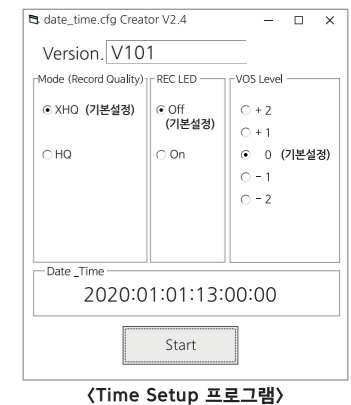 date_time.cfg Creator V2.4
Version. V101
Mode (Record Quality)
XHQ (기본설정)
HQ
REC LED
Off
(기본설정)
On
VOS Level
+ 2
+ 1
0 (기본설정)
- 1
- 2
Date _Time
2020:01:01:13:00:00
Start
〈Time Setup 프로그램〉